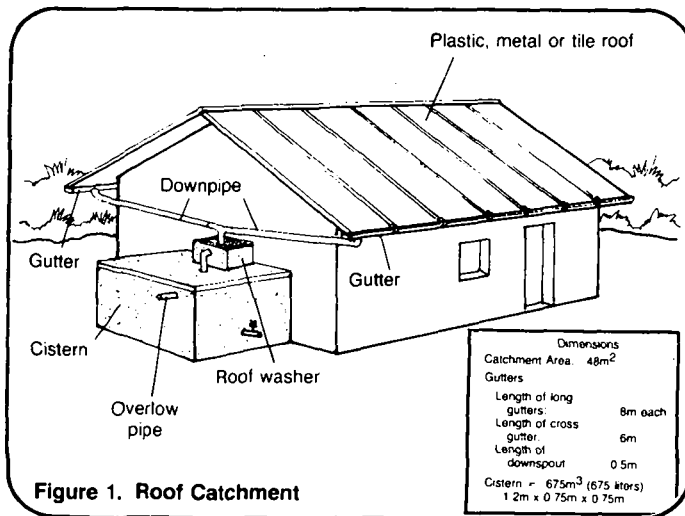 Plastic, metal or tile roof
Downpipe
Gutter
Gutter
Cistern
Roof washer
Overlow
pipe
Dimensions
Catchment Area. 48m²
Gutters
Length of long
gutters: 8m each
Length of cross
gutter. 6m
Length of
downspout 0 5m
Cistern = 675m³ (675 liters)
1 2m x 0 75m x 0 75m
Figure 1. Roof Catchment